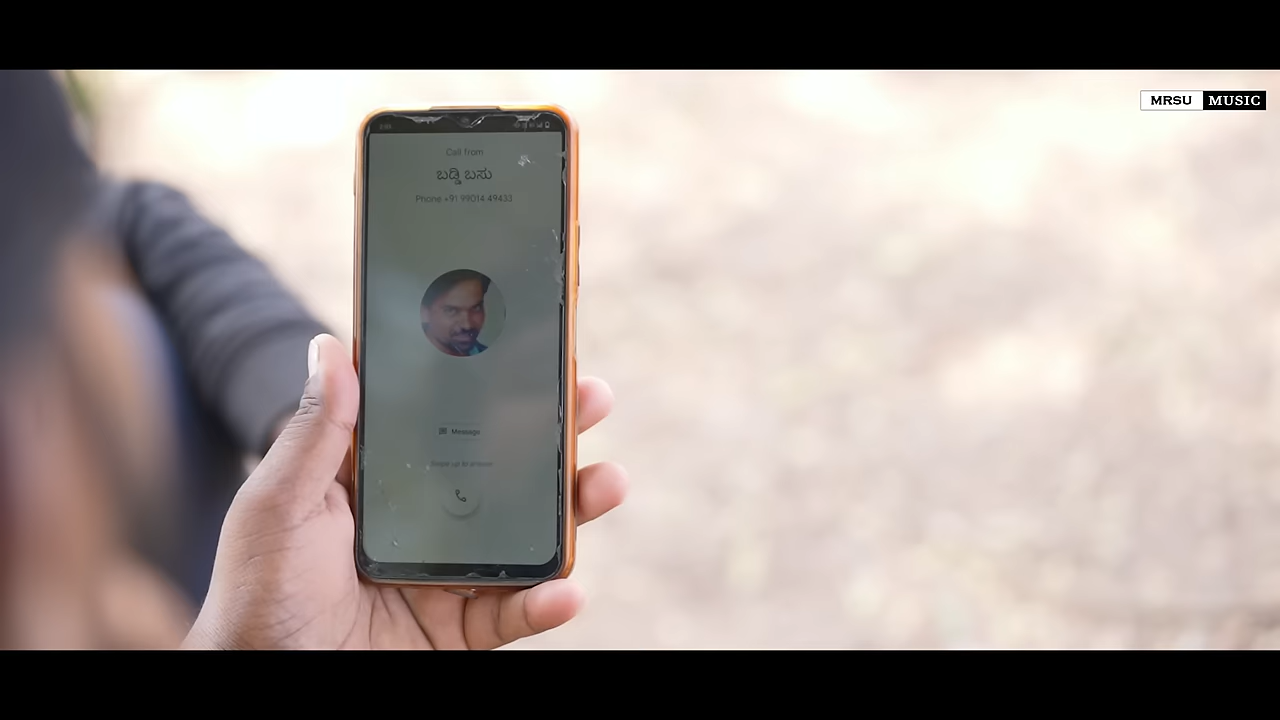 MRSU MUSIC
Call from
ಬಡ್ಡಿ ಬಸು
Phone +91 99014 49433
Message
Swipe up to answer